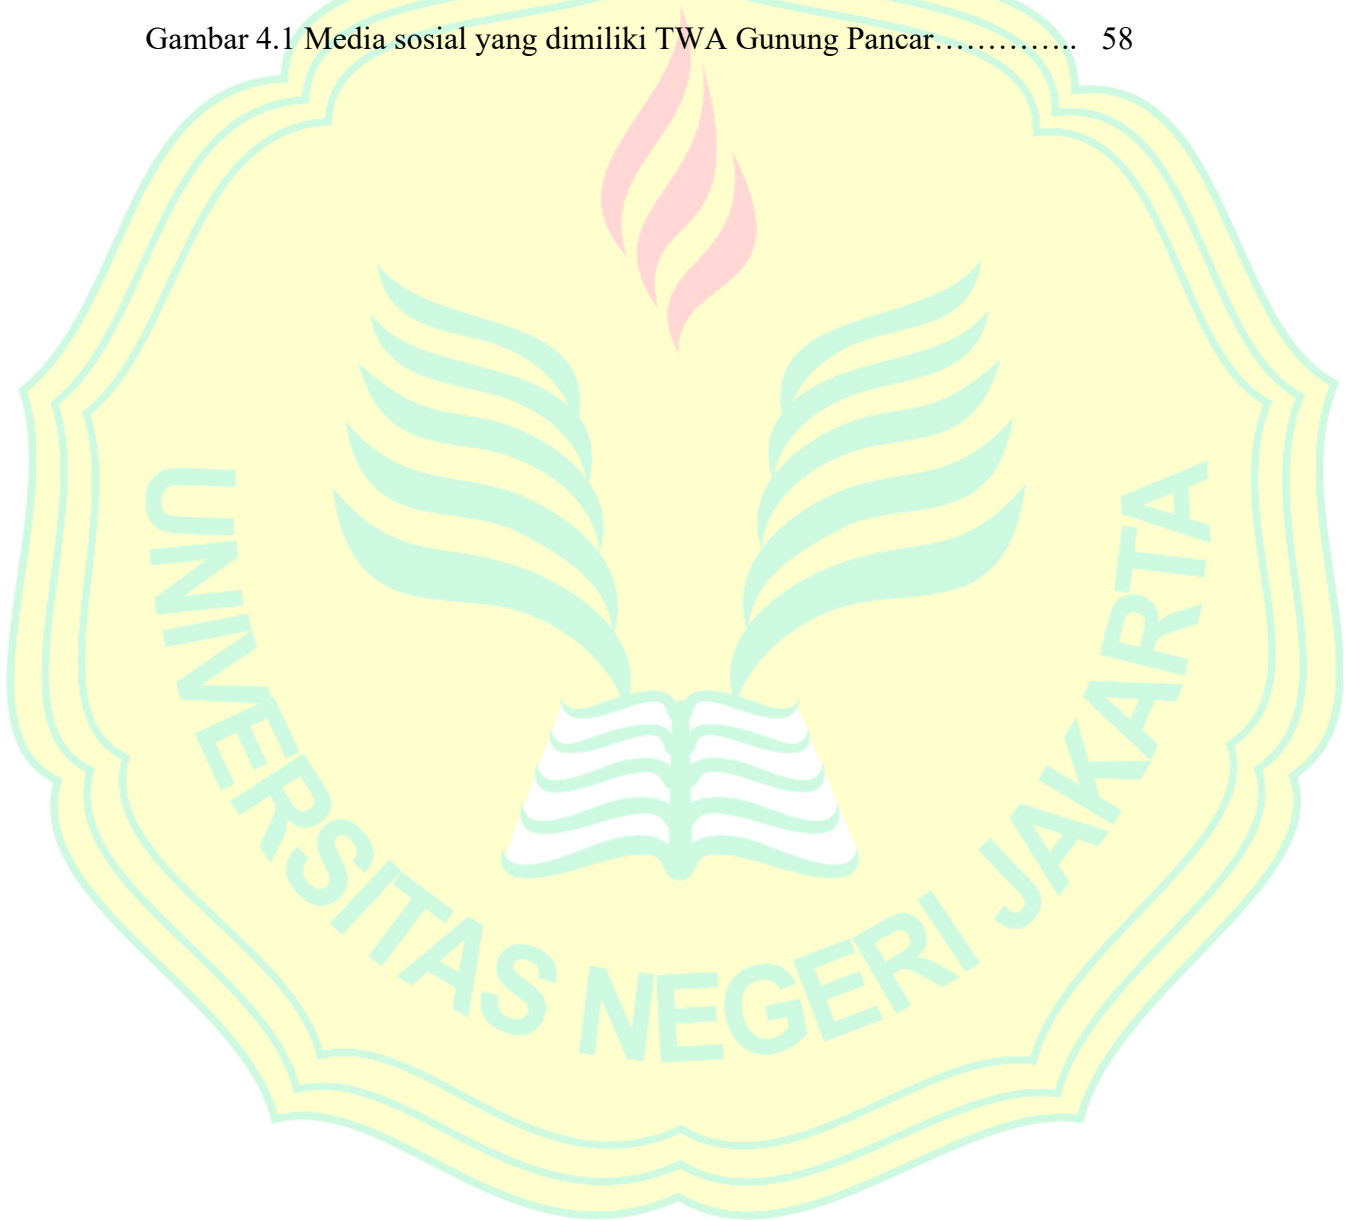 Gambar 4.1 Media sosial yang dimiliki TWA Gunung Pancar………….. 58
UNIVERSITAS NEGERI JAKARTA